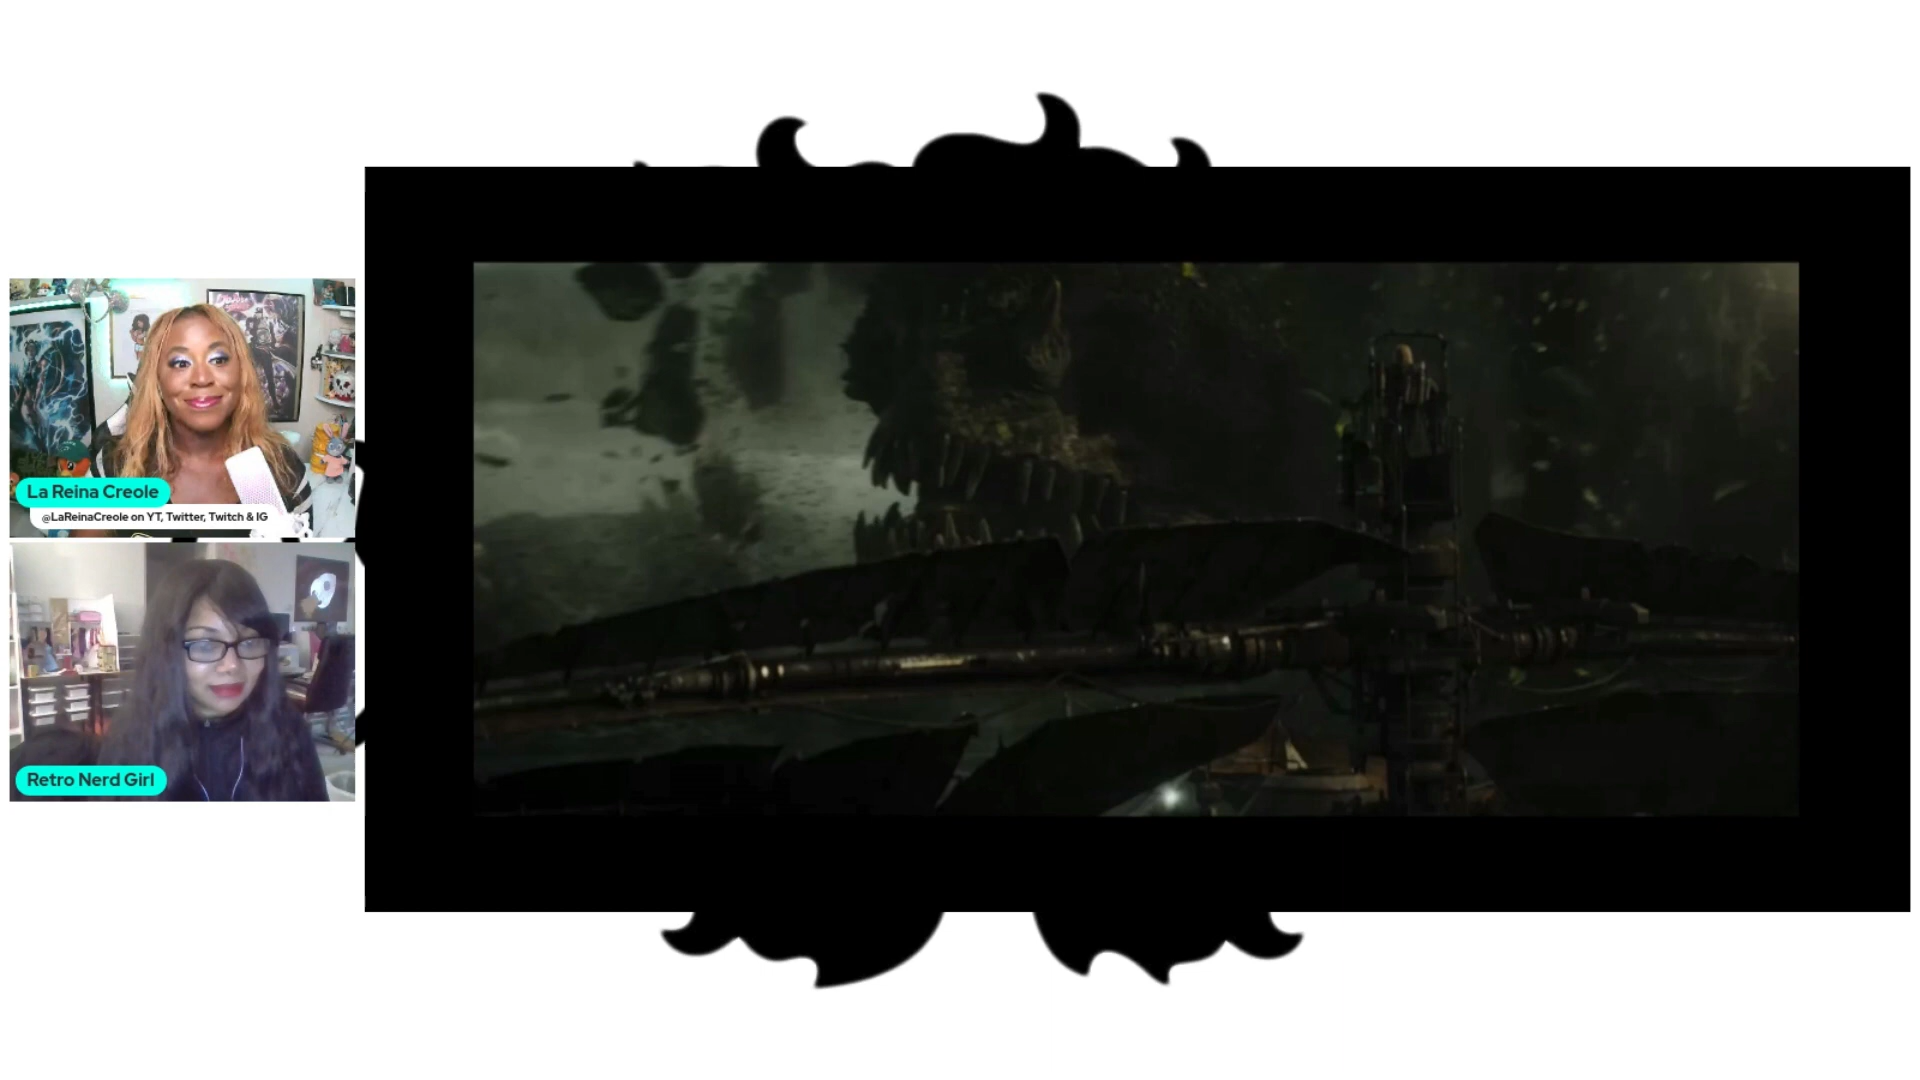 La Reina Creole
@LaReinaCreole on YT, Twitter, Twitch & IG
Retro Nerd Girl